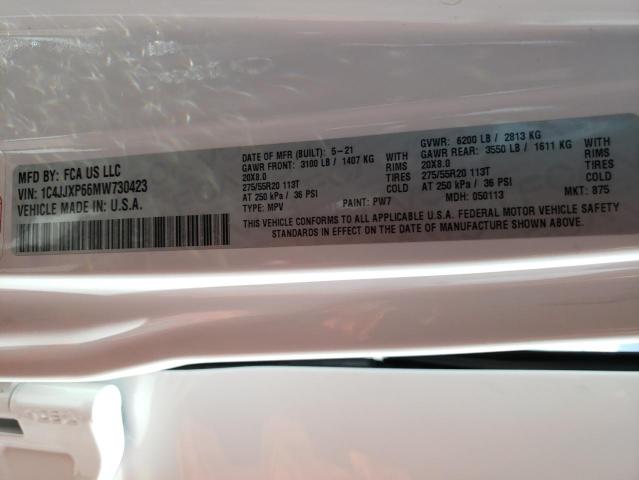 MFD BY: FCA US LLC
VIN: 1C4JJXP66MW730423
VEHICLE MADE IN: U.S.A.
DATE OF MFR (BUILT): 5-21
GAWR FRONT: 3100 LB / 1407 KG WITH
20X8.0 RIMS
275/55R20 113T TIRES
AT 250 kPa / 36 PSI COLD
TYPE: MPV PAINT: PW7
GVWR: 6200 LB / 2813 KG
GAWR REAR: 3550 LB / 1611 KG WITH
20X8.0 RIMS
275/55R20 113T TIRES
AT 250 kPa / 36 PSI COLD
MDH: 050113 MKT: 875
THIS VEHICLE CONFORMS TO ALL APPLICABLE U.S.A. FEDERAL MOTOR VEHICLE SAFETY
STANDARDS IN EFFECT ON THE DATE OF MANUFACTURE SHOWN ABOVE.